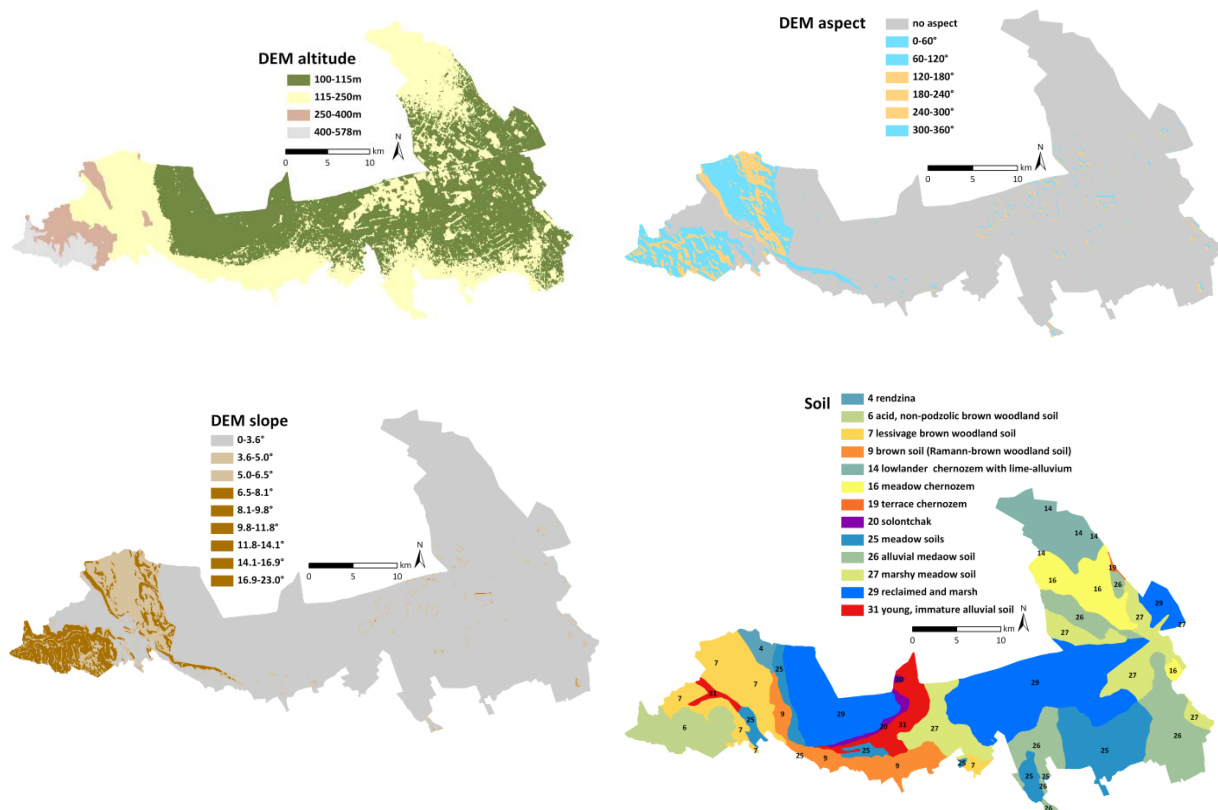 DEM altitude
100-115m
115-250m
250-400m
400-578m
N
0 5 10 km
DEM aspect
no aspect
0-60°
60-120°
120-180°
180-240°
240-300°
300-360°
N
0 5 10 km
DEM slope
0-3.6°
3.6-5.0°
5.0-6.5°
6.5-8.1°
8.1-9.8°
9.8-11.8°
11.8-14.1°
14.1-16.9°
16.9-23.0°
N
0 5 10 km
Soil
4 rendzina
6 acid, non-podzolic brown woodland soil
7 lessivage brown woodland soil
9 brown soil (Ramann-brown woodland soil)
14 lowlander chernozem with lime-alluvium
16 meadow chernozem
19 terrace chernozem
20 solontchak
25 meadow soils
26 alluvial medaow soil
27 marshy meadow soil
29 reclaimed and marsh
31 young, immature alluvial soil
N
0 5 10 km
14
14 14
14
16 16 19
26
29
27
26
27
27
4
7
25
7
29
27
16
20
7 31
9
29
27
6
25
20 31
27
26
7
25 9 25
9
7
25 7
26
25
25 25
26
26